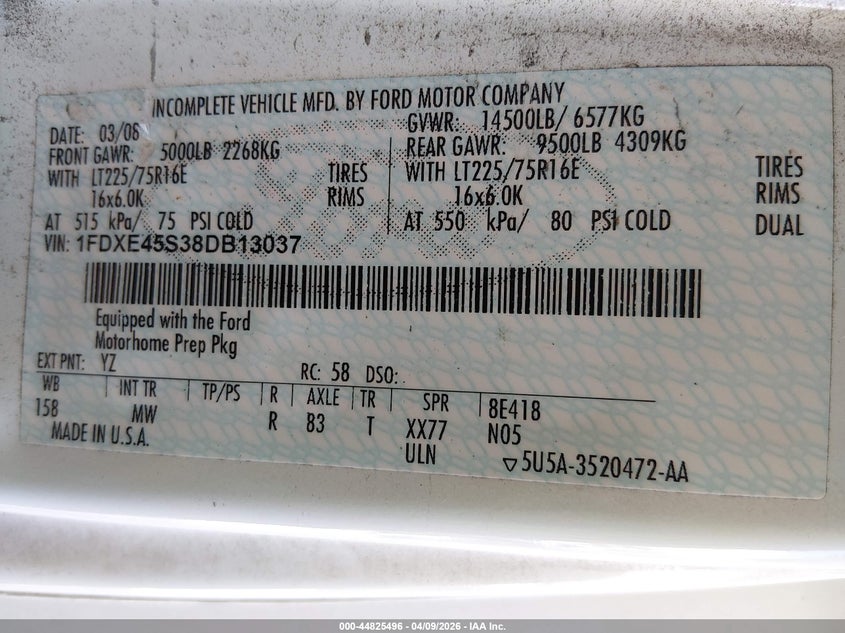 INCOMPLETE VEHICLE MFD. BY FORD MOTOR COMPANY
DATE: 03/08 GVWR: 14500LB/ 6577KG
FRONT GAWR: 5000LB 2268KG REAR GAWR: 9500LB 4309KG
WITH LT225/75R16E TIRES WITH LT225/75R16E TIRES
16x6.0K RIMS 16x6.0K RIMS
AT 515 kPa/ 75 PSI COLD AT 550 kPa/ 80 PSI COLD DUAL
VIN: 1FDXE45S38DB13037
Equipped with the Ford
Motorhome Prep Pkg
EXT PNT: YZ RC: 58 DSO:
WB INT TR TP/PS R AXLE TR SPR 8E418
158 MW R 83 T XX77 N05
MADE IN U.S.A. ULN 5U5A-3520472-AA
000-44825496 - 04/09/2026 - IAA Inc.